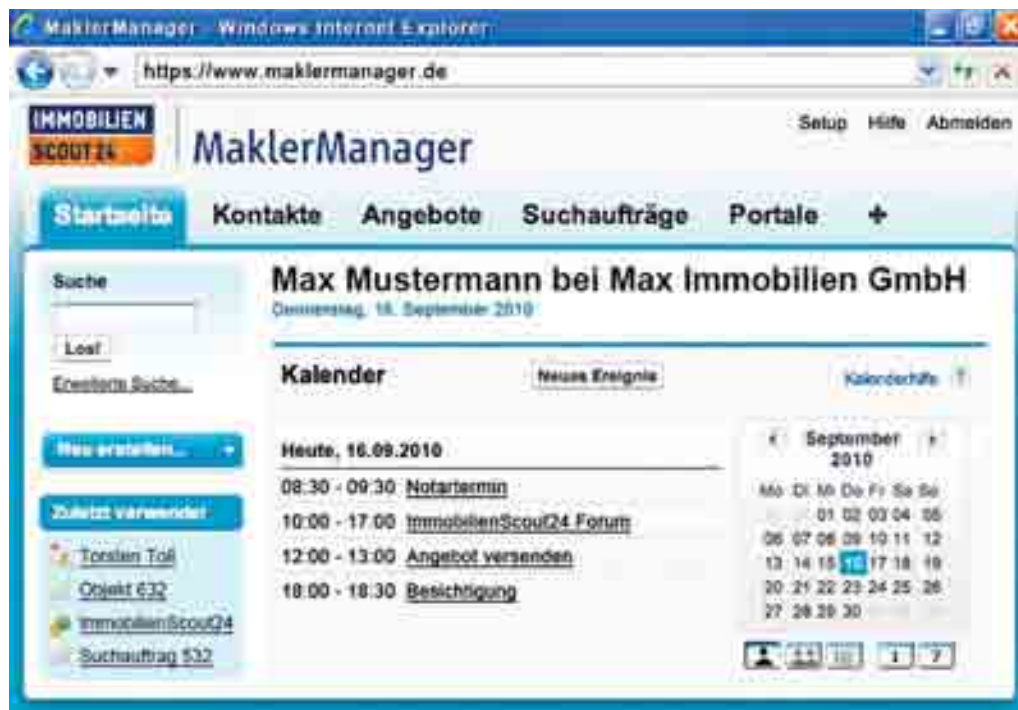 MaklerManager - Windows Internet Explorer
https://www.maklermanager.de
IMMOBILIEN
SCOUT24
MaklerManager
Setup Hilfe Abmelden
Startseite Kontakte Angebote Suchaufträge Portale +
Suche
Los!
Erweiterte Suche...
Neu erstellen...
Zuletzt verwendet
Torsten Toll
Objekt 632
ImmobilienScout24
Suchauftrag 532
Max Mustermann bei Max Immobilien GmbH
Donnerstag, 16. September 2010
Kalender Neues Ereignis Kalenderhilfe ?
Heute, 16.09.2010
08:30 - 09:30 Notartermin
10:00 - 17:00 ImmobilienScout24 Forum
12:00 - 13:00 Angebot versenden
18:00 - 18:30 Besichtigung
September
2010
Mo Di Mi Do Fr Sa So
01 02 03 04 05
06 07 08 09 10 11 12
13 14 15 16 17 18 19
20 21 22 23 24 25 26
27 28 29 30
1 7